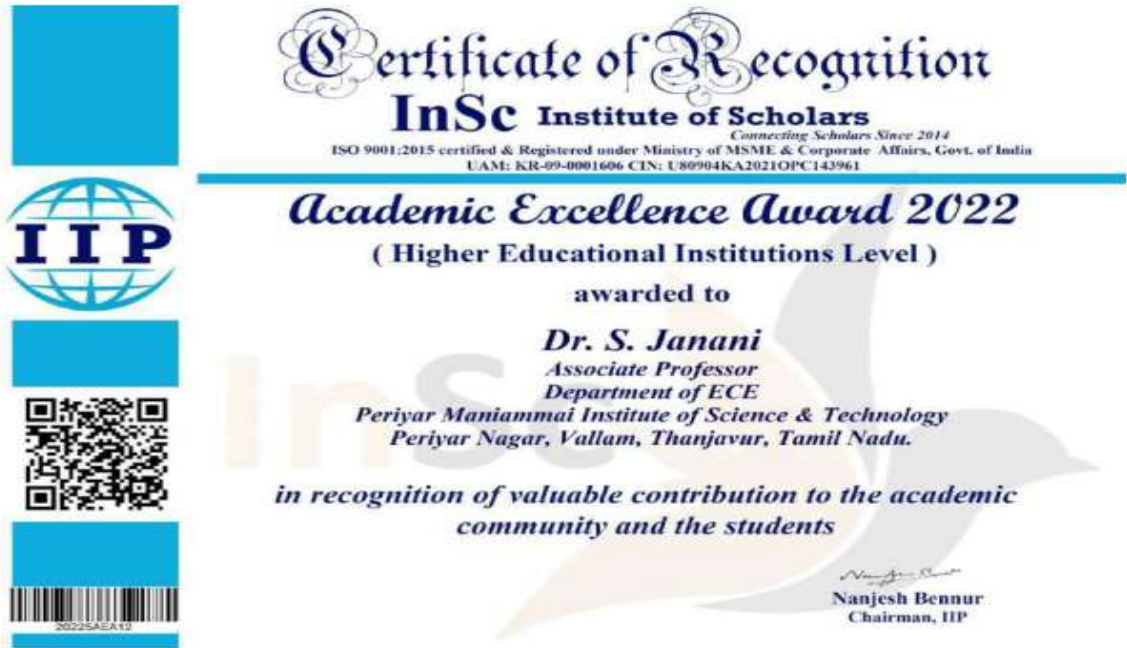 Certificate of Recognition
InSc Institute of Scholars
Connecting Scholars Since 2014
ISO 9001:2015 certified & Registered under Ministry of MSME & Corporate Affairs, Govt. of India
UAM: KR-09-0001606 CIN: U80904KA2021OPC143961
IIP
Academic Excellence Award 2022
( Higher Educational Institutions Level )
awarded to
Dr. S. Janani
Associate Professor
Department of ECE
Periyar Maniammai Institute of Science & Technology
Periyar Nagar, Vallam, Thanjavur, Tamil Nadu.
InSc
in recognition of valuable contribution to the academic
community and the students
Nanjesh Bennur
Chairman, IIP
20225AEA12